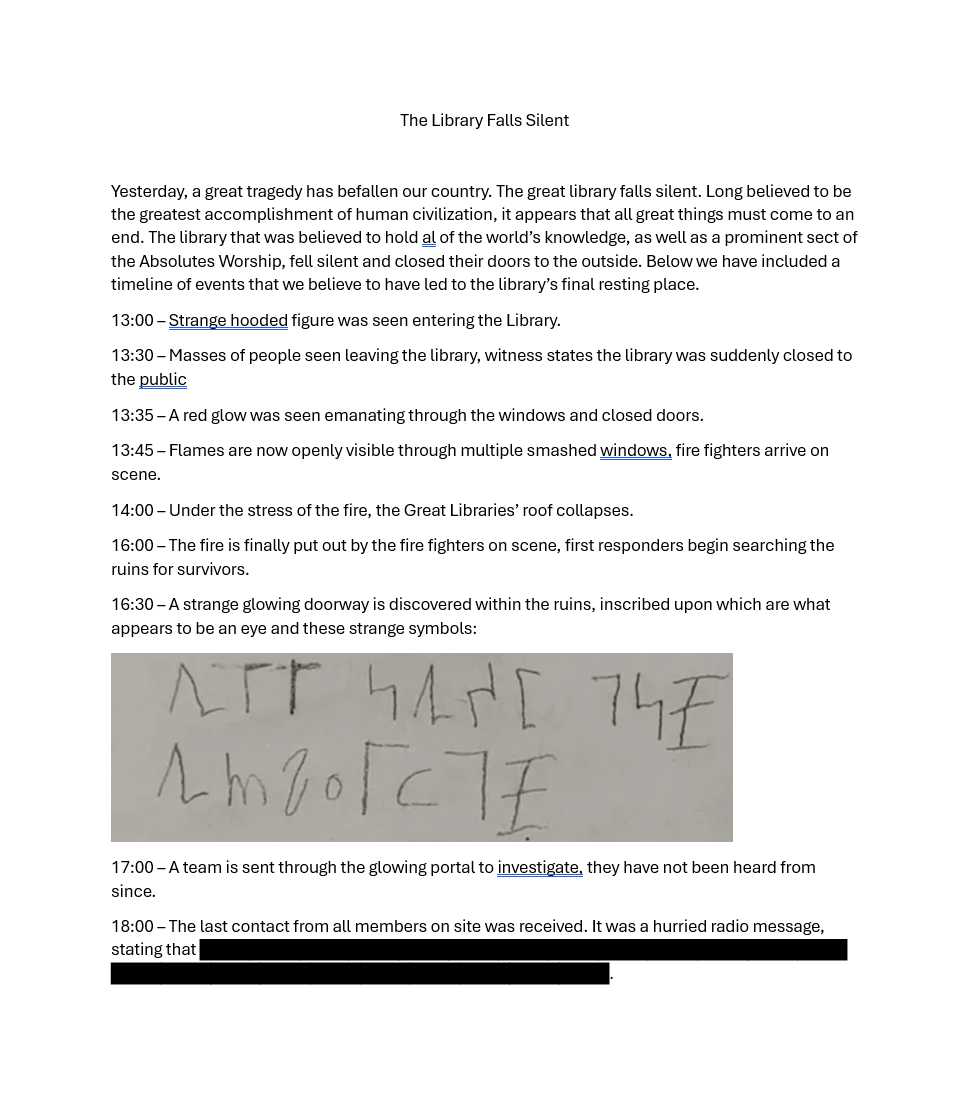 The Library Falls Silent
Yesterday, a great tragedy has befallen our country. The great library falls silent. Long believed to be
the greatest accomplishment of human civilization, it appears that all great things must come to an
end. The library that was believed to hold al of the world’s knowledge, as well as a prominent sect of
the Absolutes Worship, fell silent and closed their doors to the outside. Below we have included a
timeline of events that we believe to have led to the library’s final resting place.
13:00 – Strange hooded figure was seen entering the Library.
13:30 – Masses of people seen leaving the library, witness states the library was suddenly closed to
the public
13:35 – A red glow was seen emanating through the windows and closed doors.
13:45 – Flames are now openly visible through multiple smashed windows, fire fighters arrive on
scene.
14:00 – Under the stress of the fire, the Great Libraries’ roof collapses.
16:00 – The fire is finally put out by the fire fighters on scene, first responders begin searching the
ruins for survivors.
16:30 – A strange glowing doorway is discovered within the ruins, inscribed upon which are what
appears to be an eye and these strange symbols:
17:00 – A team is sent through the glowing portal to investigate, they have not been heard from
since.
18:00 – The last contact from all members on site was received. It was a hurried radio message,
stating that
.